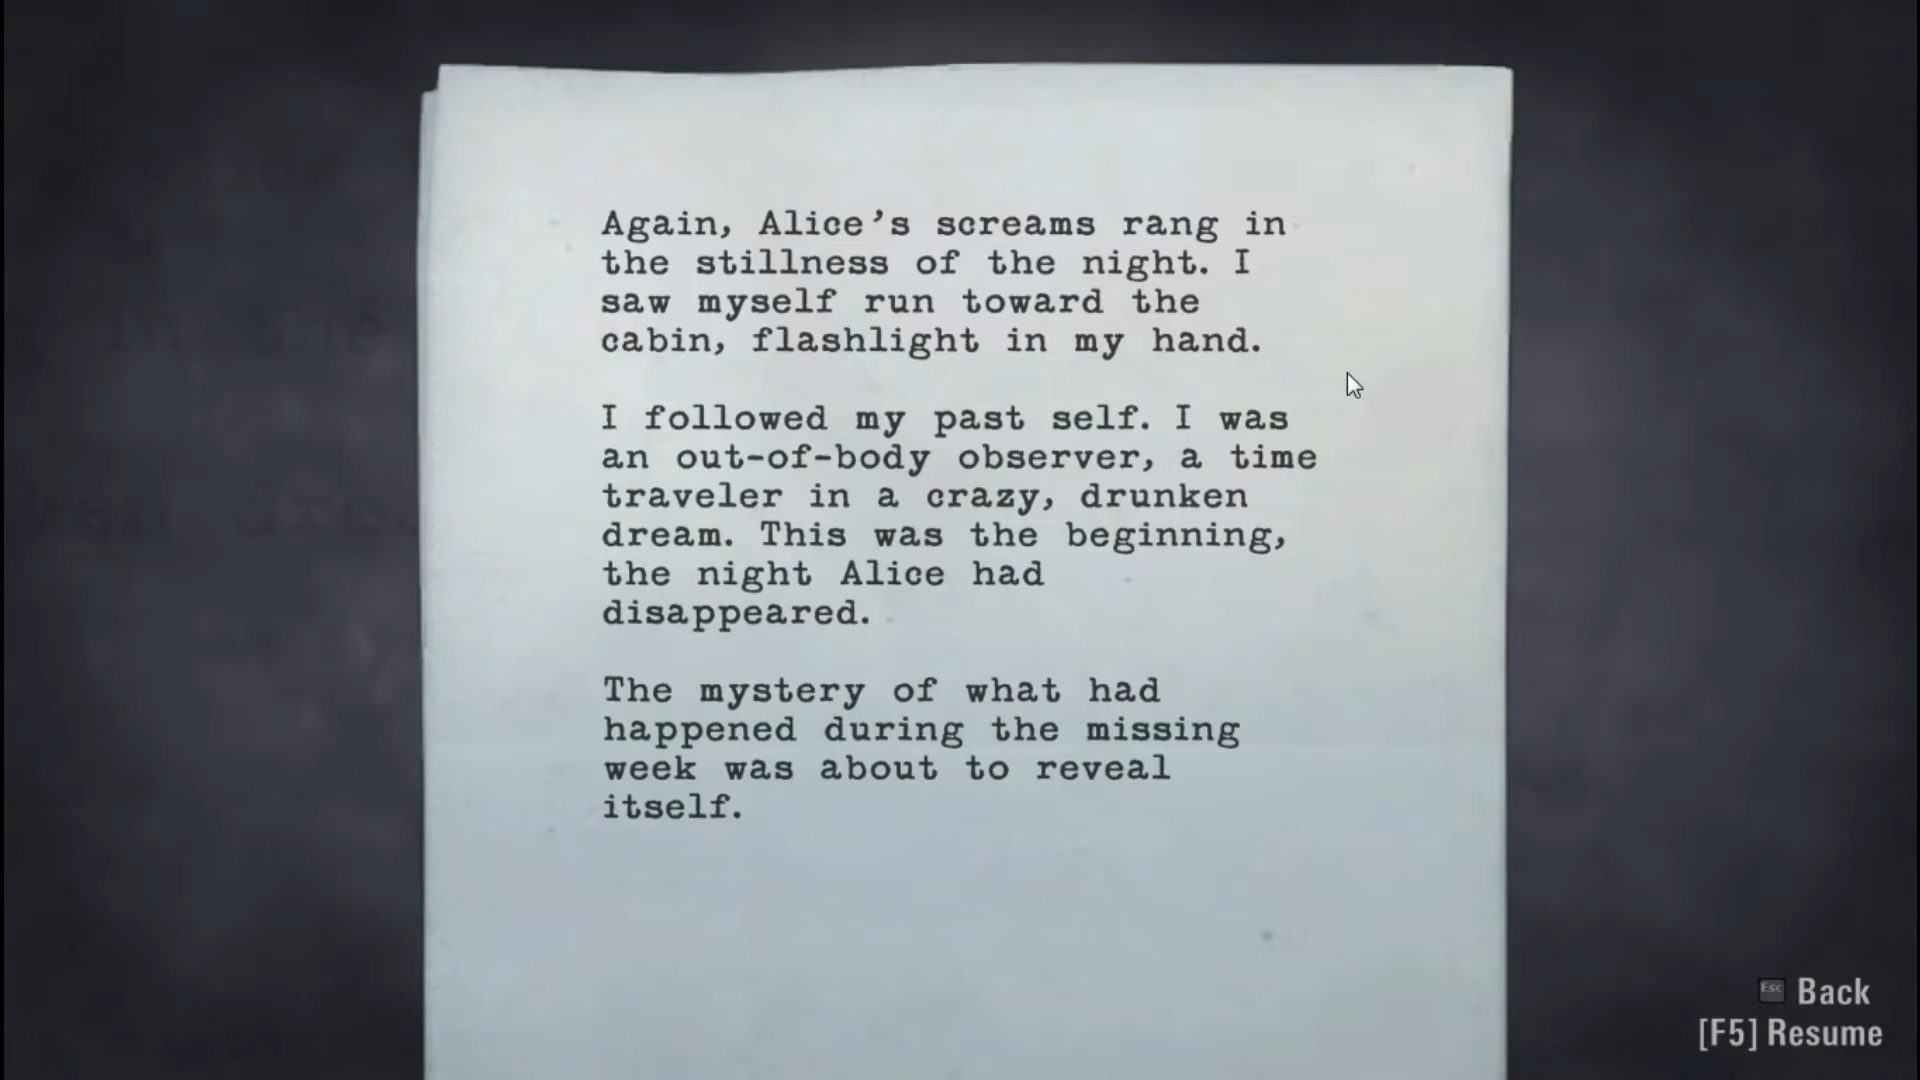 Again, Alice’s screams rang in
the stillness of the night. I
saw myself run toward the
cabin, flashlight in my hand.
I followed my past self. I was
an out-of-body observer, a time
traveler in a crazy, drunken
dream. This was the beginning,
the night Alice had
disappeared.
The mystery of what had
happened during the missing
week was about to reveal
itself.
Esc Back
[F5] Resume